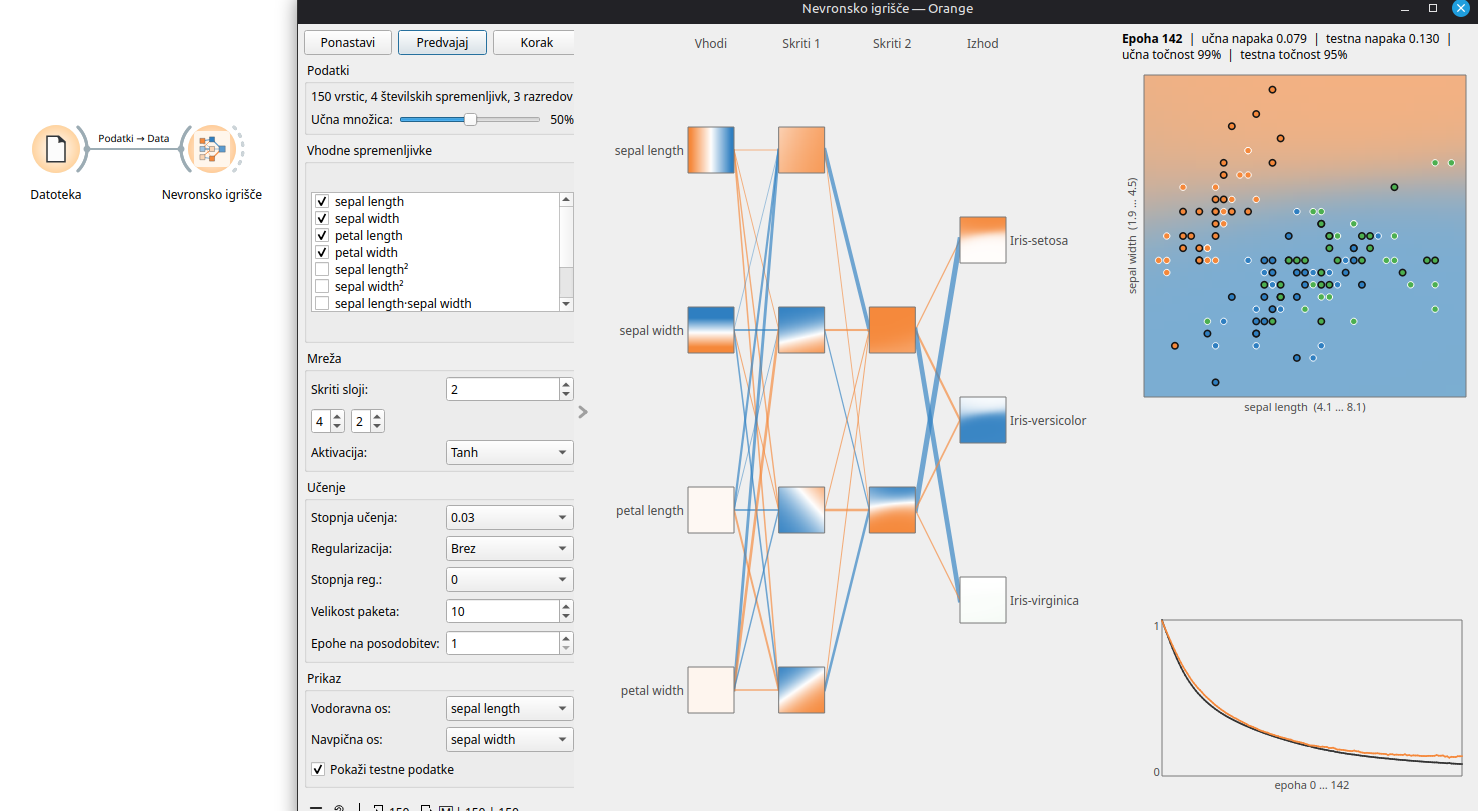 Nevronsko igrišče — Orange
Podatki → Data
Datoteka
Nevronsko igrišče
Ponastavi
Predvajaj
Korak
Podatki
150 vrstic, 4 številskih spremenljivk, 3 razredov
Učna množica:
50%
Vhodne spremenljivke
sepal length
sepal width
petal length
petal width
sepal length²
sepal width²
sepal length·sepal width
Mreža
Skriti sloji:
2
4
2
Aktivacija:
Tanh
Učenje
Stopnja učenja:
0.03
Regularizacija:
Brez
Stopnja reg.:
0
Velikost paketa:
10
Epohe na posodobitev:
1
Prikaz
Vodoravna os:
sepal length
Navpična os:
sepal width
Pokaži testne podatke
Vhodi
Skriti 1
Skriti 2
Izhod
sepal length
sepal width
petal length
petal width
Iris-setosa
Iris-versicolor
Iris-virginica
Epoha 142 | učna napaka 0.079 | testna napaka 0.130 |
učna točnost 99% | testna točnost 95%
sepal width (1.9 ... 4.5)
sepal length (4.1 ... 8.1)
1
0
epoha 0 ... 142